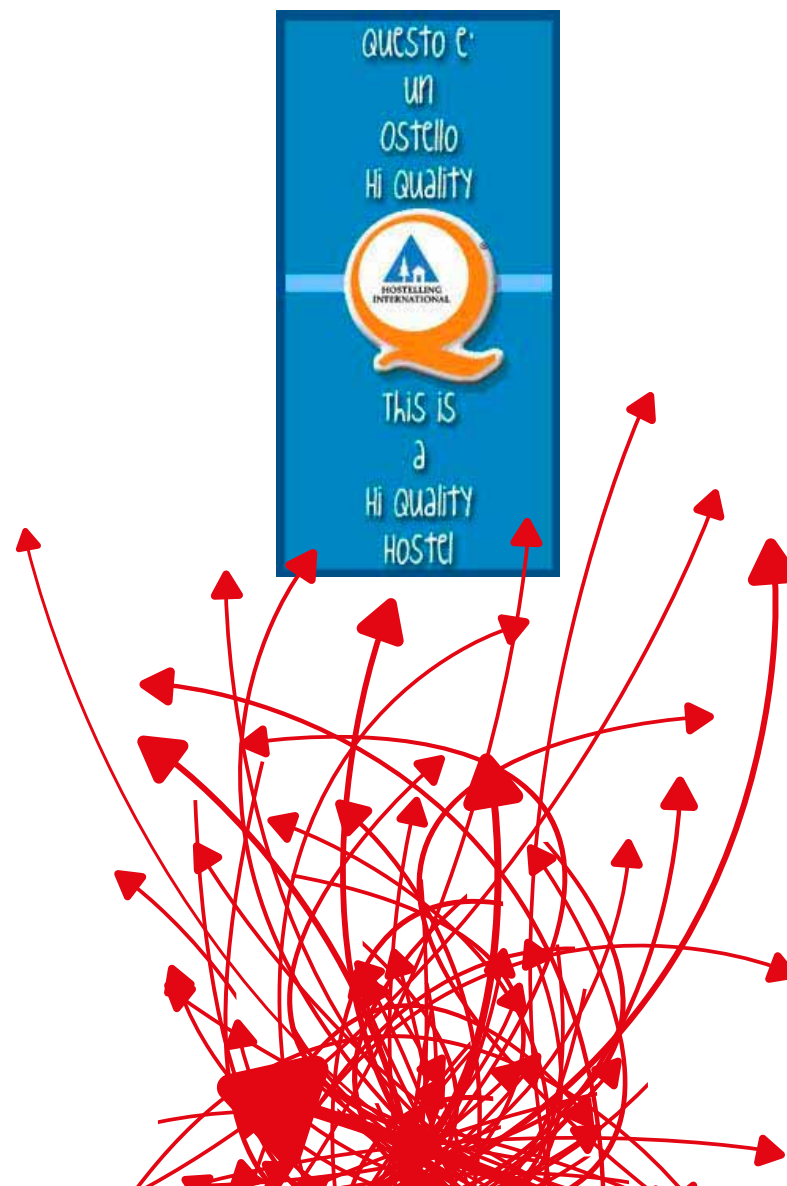 Questo e'
un
Ostello
Hi Quality
HOSTELLING
INTERNATIONAL
This is
a
Hi Quality
Hostel